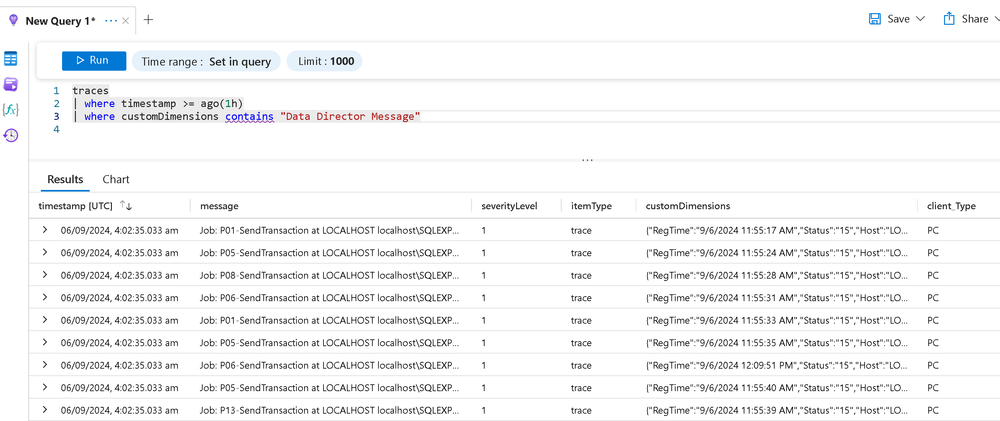 New Query 1* ···
Save
Share
Run
Time range : Set in query
Limit : 1000
1 traces
2 | where timestamp >= ago(1h)
3 | where customDimensions contains "Data Director Message"
4
{fx}
Results
Chart
timestamp [UTC] message severityLevel itemType customDimensions client_Type
06/09/2024, 4:02:35.033 am Job: P01-SendTransaction at LOCALHOST localhost\SQLEXP... 1 trace {"RegTime":"9/6/2024 11:55:17 AM","Status":"15","Host":"LO... PC
06/09/2024, 4:02:35.033 am Job: P05-SendTransaction at LOCALHOST localhost\SQLEXP... 1 trace {"RegTime":"9/6/2024 11:55:24 AM","Status":"15","Host":"LO... PC
06/09/2024, 4:02:35.033 am Job: P08-SendTransaction at LOCALHOST localhost\SQLEXP... 1 trace {"RegTime":"9/6/2024 11:55:28 AM","Status":"15","Host":"LO... PC
06/09/2024, 4:02:35.033 am Job: P06-SendTransaction at LOCALHOST localhost\SQLEXP... 1 trace {"RegTime":"9/6/2024 11:55:31 AM","Status":"15","Host":"LO... PC
06/09/2024, 4:02:35.033 am Job: P01-SendTransaction at LOCALHOST localhost\SQLEXP... 1 trace {"RegTime":"9/6/2024 11:55:33 AM","Status":"15","Host":"LO... PC
06/09/2024, 4:02:35.033 am Job: P05-SendTransaction at LOCALHOST localhost\SQLEXP... 1 trace {"RegTime":"9/6/2024 11:55:35 AM","Status":"15","Host":"LO... PC
06/09/2024, 4:02:35.033 am Job: P06-SendTransaction at LOCALHOST localhost\SQLEXP... 1 trace {"RegTime":"9/6/2024 12:09:51 PM","Status":"15","Host":"LO... PC
06/09/2024, 4:02:35.033 am Job: P05-SendTransaction at LOCALHOST localhost\SQLEXP... 1 trace {"RegTime":"9/6/2024 11:55:40 AM","Status":"15","Host":"LO... PC
06/09/2024, 4:02:35.033 am Job: P13-SendTransaction at LOCALHOST localhost\SQLEXP... 1 trace {"RegTime":"9/6/2024 11:55:39 AM","Status":"15","Host":"LO... PC